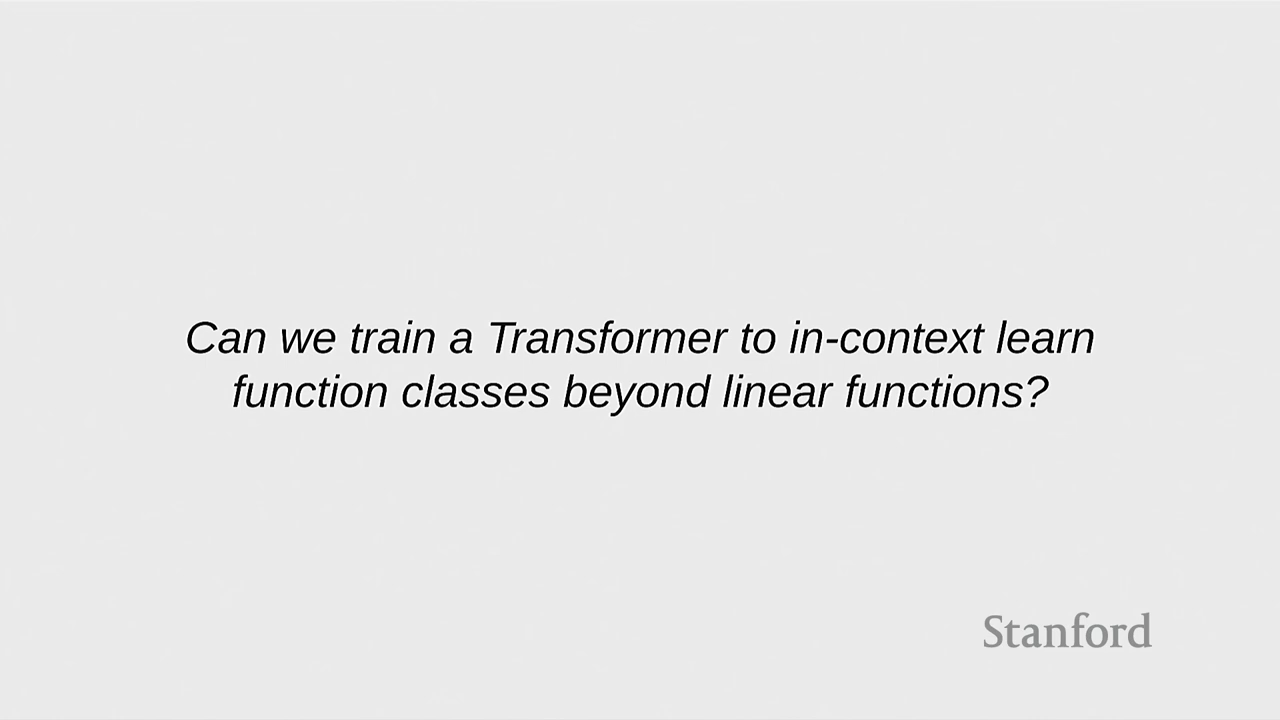 Can we train a Transformer to in-context learn
function classes beyond linear functions?
Stanford